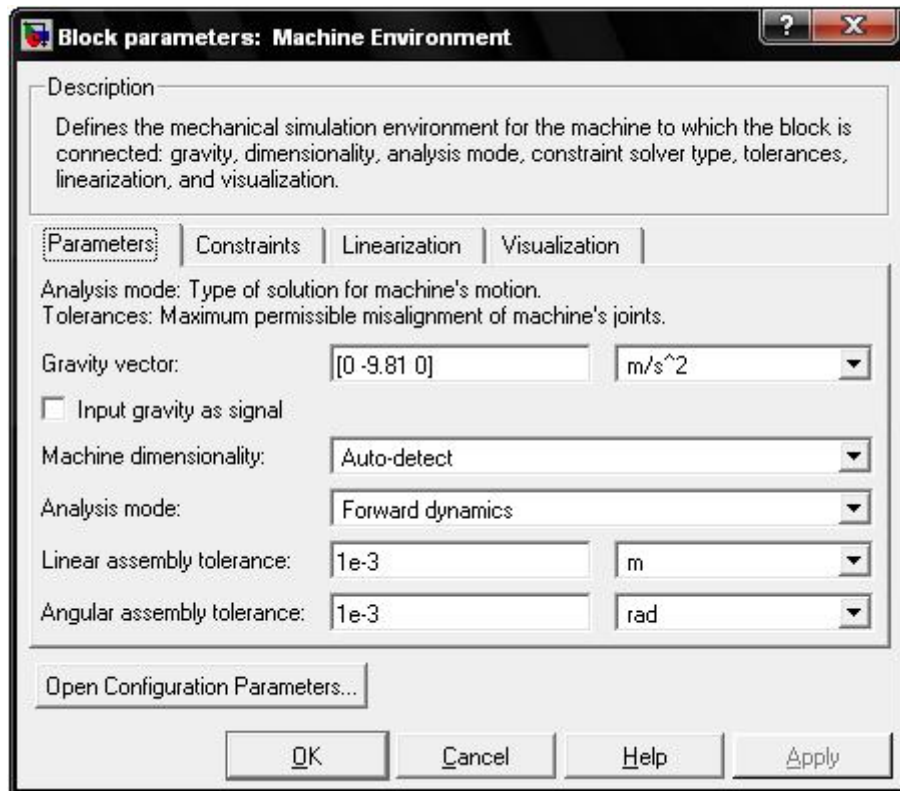 Block parameters: Machine Environment
?
X
Description
Defines the mechanical simulation environment for the machine to which the block is
connected: gravity, dimensionality, analysis mode, constraint solver type, tolerances,
linearization, and visualization.
Parameters Constraints Linearization Visualization
Analysis mode: Type of solution for machine's motion.
Tolerances: Maximum permissible misalignment of machine's joints.
Gravity vector: [0 -9.81 0] m/s^2
Input gravity as signal
Machine dimensionality: Auto-detect
Analysis mode: Forward dynamics
Linear assembly tolerance: 1e-3 m
Angular assembly tolerance: 1e-3 rad
Open Configuration Parameters...
OK Cancel Help Apply